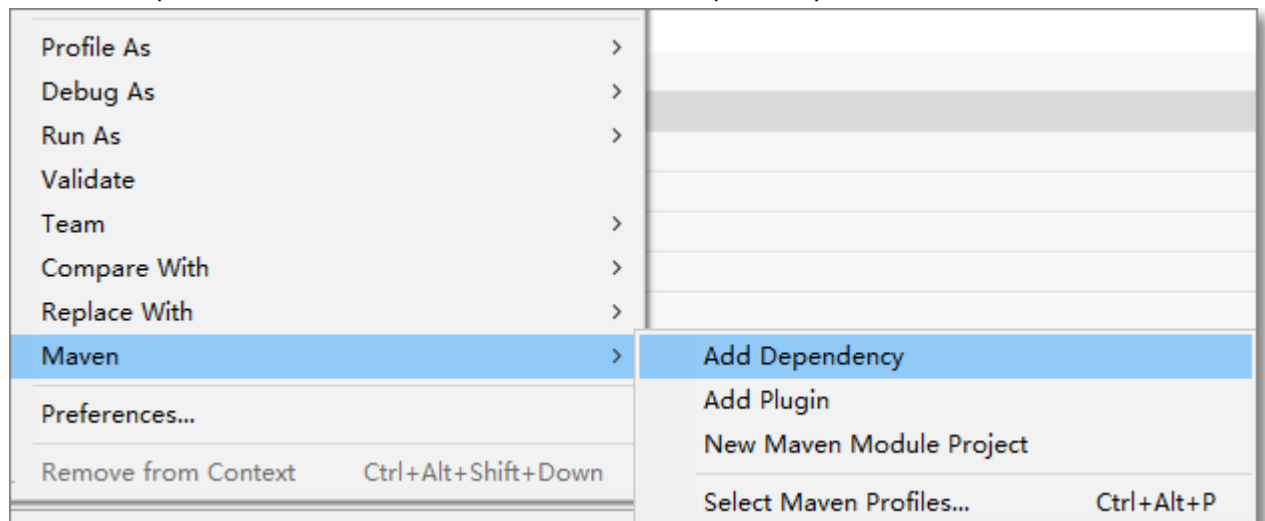 Profile As
Debug As
Run As
Validate
Team
Compare With
Replace With
Maven
Preferences...
Remove from Context Ctrl+Alt+Shift+Down
Add Dependency
Add Plugin
New Maven Module Project
Select Maven Profiles... Ctrl+Alt+P